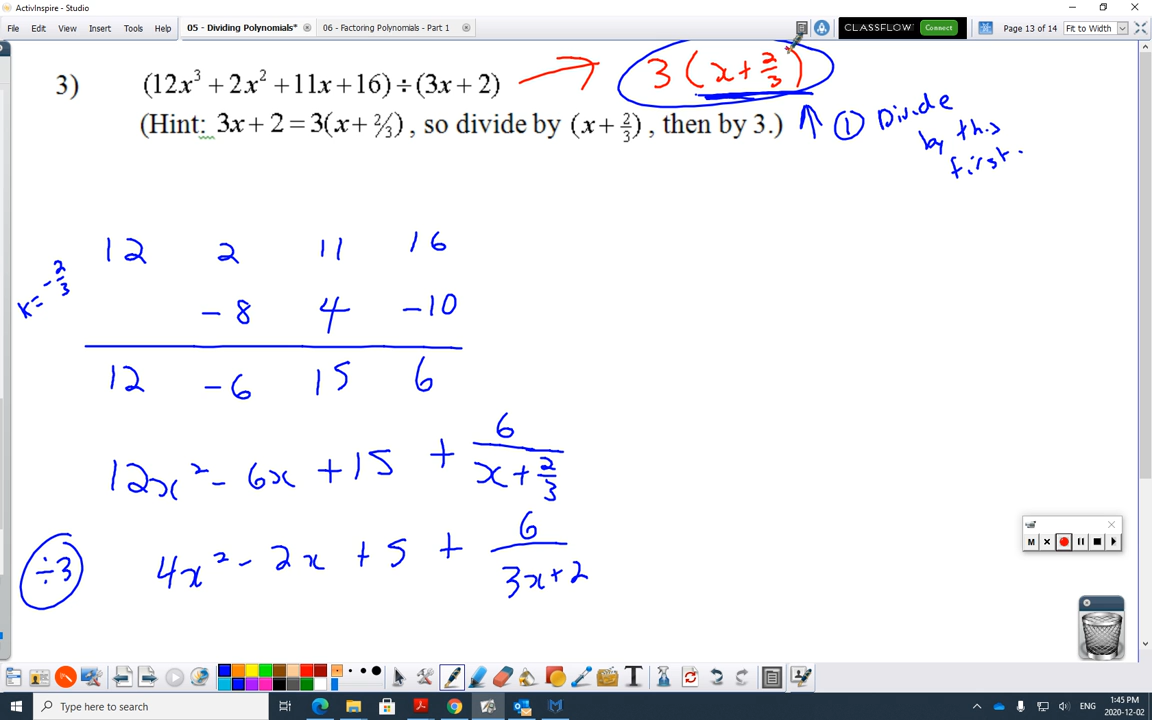 ActivInspire - Studio
File Edit View Insert Tools Help 05 - Dividing Polynomials* 06 - Factoring Polynomials - Part 1 CLASSFLOW Connect Page 13 of 14 Fit to Width
3) (12x³ + 2x² + 11x + 16) ÷ (3x + 2) → 3 (x + 2/3)
(Hint: 3x + 2 = 3(x + 2/3), so divide by (x + 2/3), then by 3.) ↑ ① Divide
by this
first.
12 2 11 16
k = -2/3
-8 4 -10
12 -6 15 6
12x² - 6x + 15 + 6/(x + 2/3)
÷3 4x² - 2x + 5 + 6/(3x + 2)
M
T
Type here to search
ENG
1:45 PM
2020-12-02